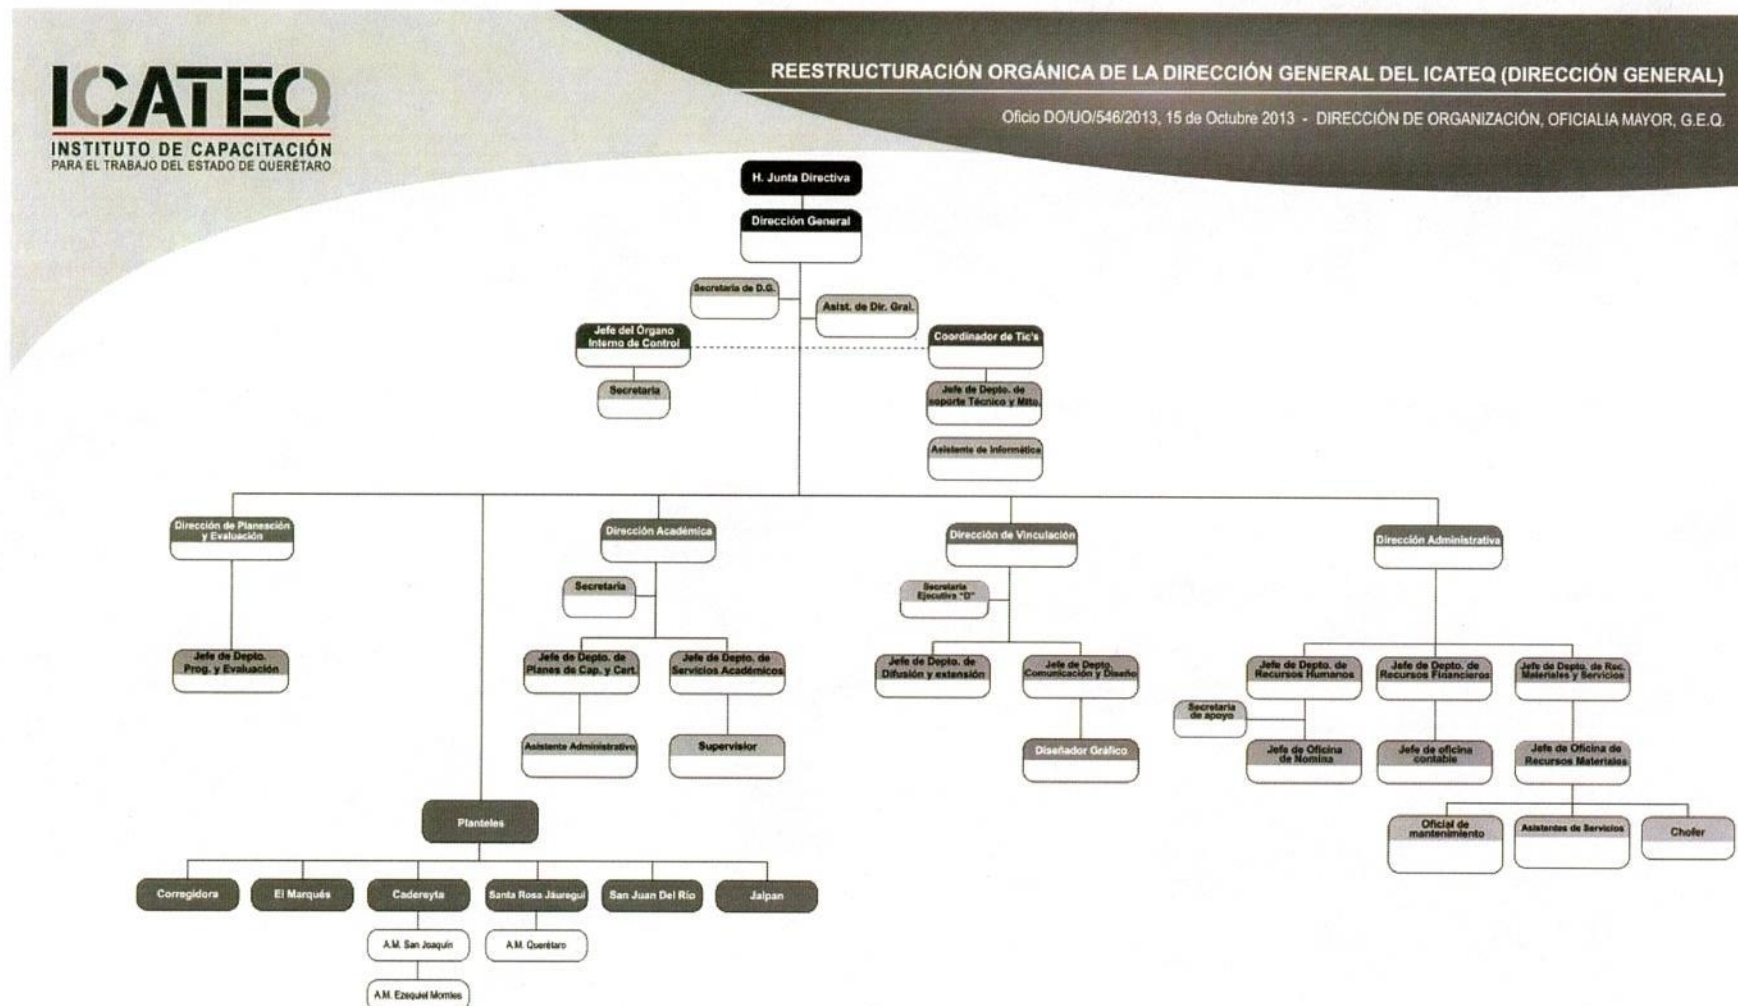 ICATEQ
INSTITUTO DE CAPACITACIÓN
PARA EL TRABAJO DEL ESTADO DE QUERÉTARO
REESTRUCTURACIÓN ORGÁNICA DE LA DIRECCIÓN GENERAL DEL ICATEQ (DIRECCIÓN GENERAL)
Oficio DO/UO/546/2013, 15 de Octubre 2013 - DIRECCIÓN DE ORGANIZACIÓN, OFICIALIA MAYOR, G.E.Q.
H. Junta Directiva
Dirección General
Secretaria de D.G.
Asist. de Dir. Gral.
Jefe del Órgano
Interno de Control
Coordinador de Tic's
Secretaria
Jefe de Depto. de
soporte Técnico y Mtto.
Asistente de Informática
Dirección de Planeación
y Evaluación
Dirección Académica
Dirección de Vinculación
Dirección Administrativa
Secretaria
Secretaria
Ejecutiva "D"
Jefe de Depto.
Prog. y Evaluación
Jefe de Depto. de
Planes de Cap. y Cert.
Jefe de Depto. de
Servicios Académicos
Jefe de Depto. de
Difusión y extensión
Jefe de Depto.
Comunicación y Diseño
Jefe de Depto. de
Recursos Humanos
Jefe de Depto. de
Recursos Financieros
Jefe de Depto. de Rec.
Materiales y Servicios
Secretaria
de apoyo
Asistente Administrativo
Supervisior
Diseñador Gráfico
Jefe de Oficina
de Nomina
Jefe de oficina
contable
Jefe de Oficina de
Recursos Materiales
Planteles
Oficial de
mantenimiento
Asistentes de Servicios
Chofer
Corregidora
El Marqués
Cadereyta
Santa Rosa Jáuregui
San Juan Del Río
Jalpan
A.M. San Joaquín
A.M. Querétaro
A.M. Ezequiel Montes